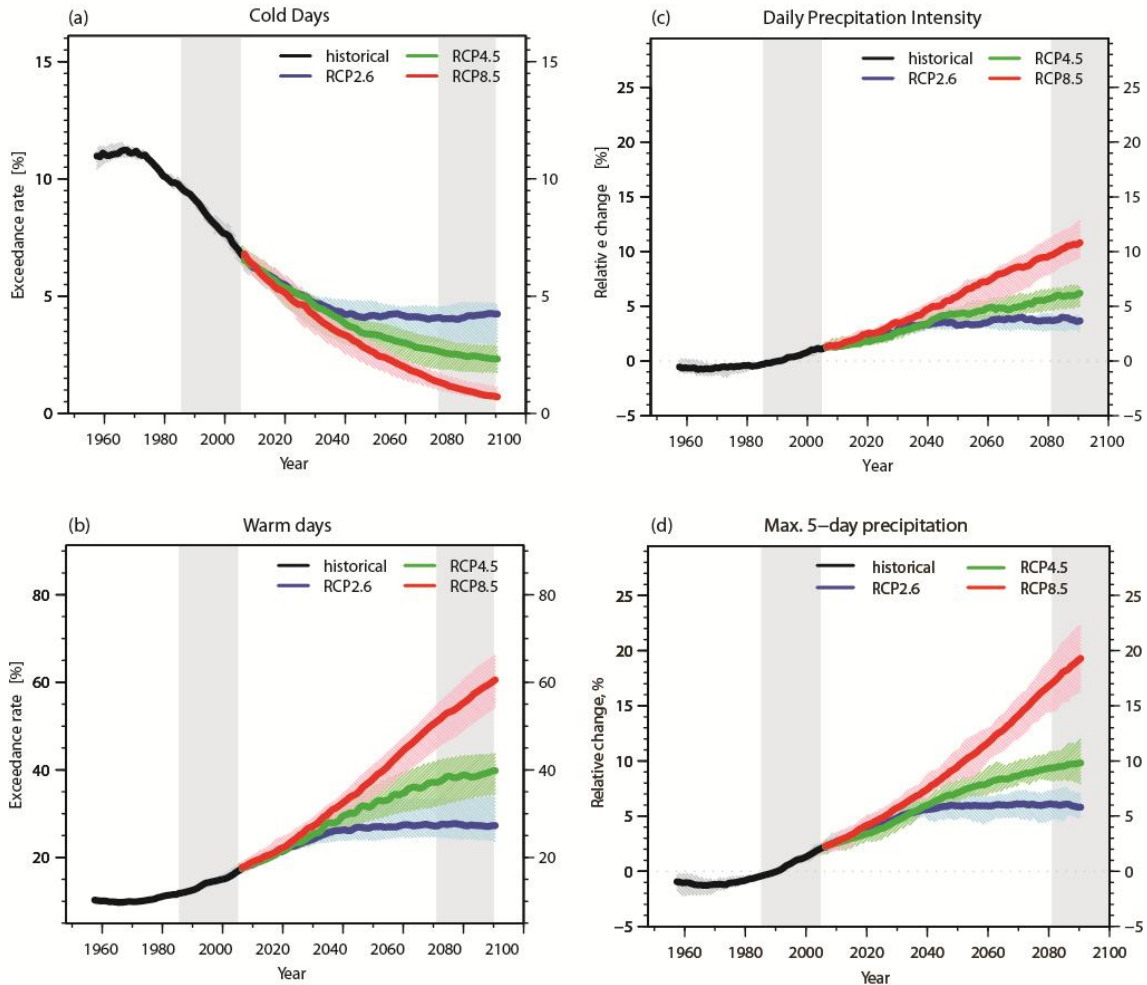 (a)
Cold Days
historical
RCP2.6
RCP4.5
RCP8.5
15
10
5
0
15
10
5
0
Exceedance rate [%]
1960 1980 2000 2020 2040 2060 2080 2100
Year
(c)
Daily Precpitation Intensity
historical
RCP2.6
RCP4.5
RCP8.5
25
20
15
10
5
0
−5
25
20
15
10
5
0
−5
Relativ e change [%]
1960 1980 2000 2020 2040 2060 2080 2100
Year
(b)
Warm days
historical
RCP2.6
RCP4.5
RCP8.5
80
60
40
20
80
60
40
20
Exceedance rate [%]
1960 1980 2000 2020 2040 2060 2080 2100
Year
(d)
Max. 5−day precipitation
historical
RCP2.6
RCP4.5
RCP8.5
25
20
15
10
5
0
−5
25
20
15
10
5
0
−5
Relative change, %
1960 1980 2000 2020 2040 2060 2080 2100
Year